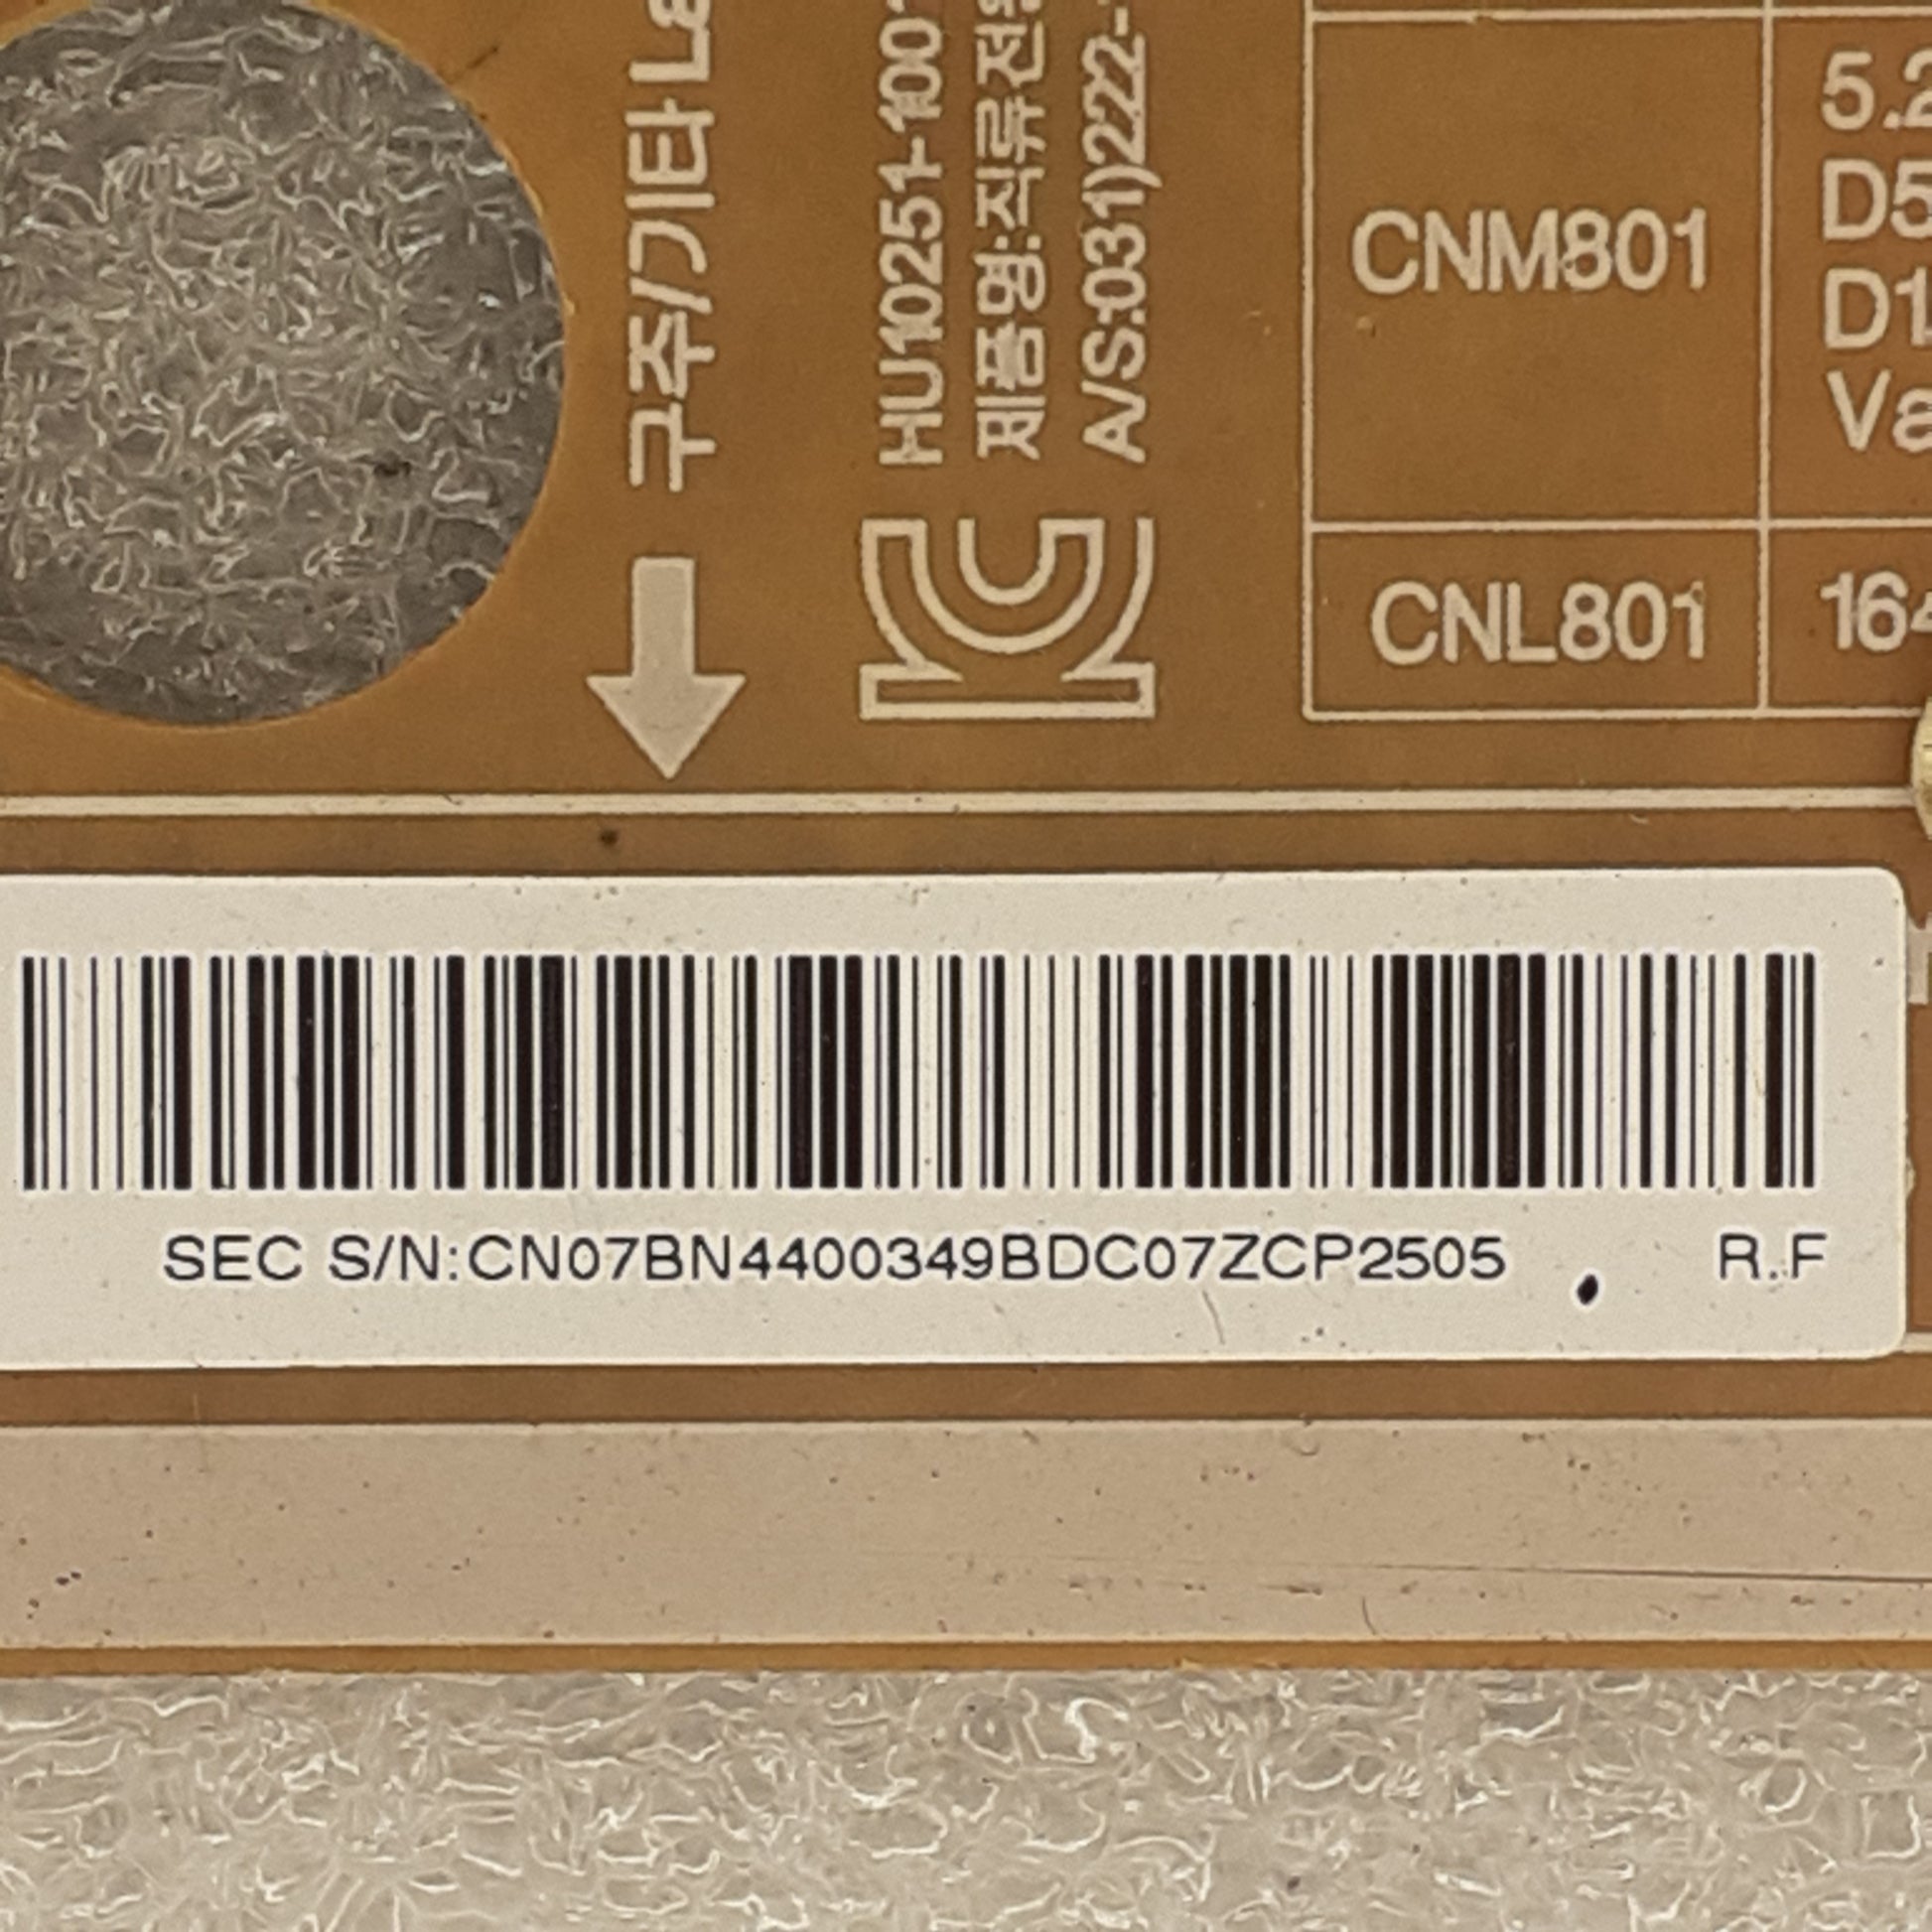 구주/기타 La
HU10251-1001
제품명:직류전원
A/S:031)222-
CNM801
5.2
D5
D1
Va
CNL801
164
SEC S/N:CN07BN4400349BDC07ZCP2505
R.F